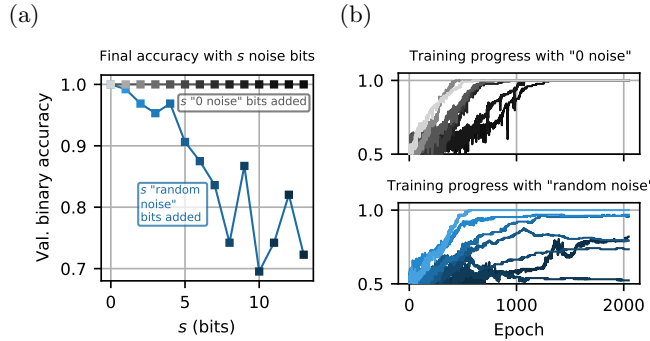 (a)
Final accuracy with s noise bits
Val. binary accuracy
1.0
0.9
0.8
0.7
s "0 noise" bits added
s "random
noise"
bits added
0
5
10
s (bits)
(b)
Training progress with "0 noise"
1.0
0.5
Training progress with "random noise"
1.0
0.5
0
1000
2000
Epoch